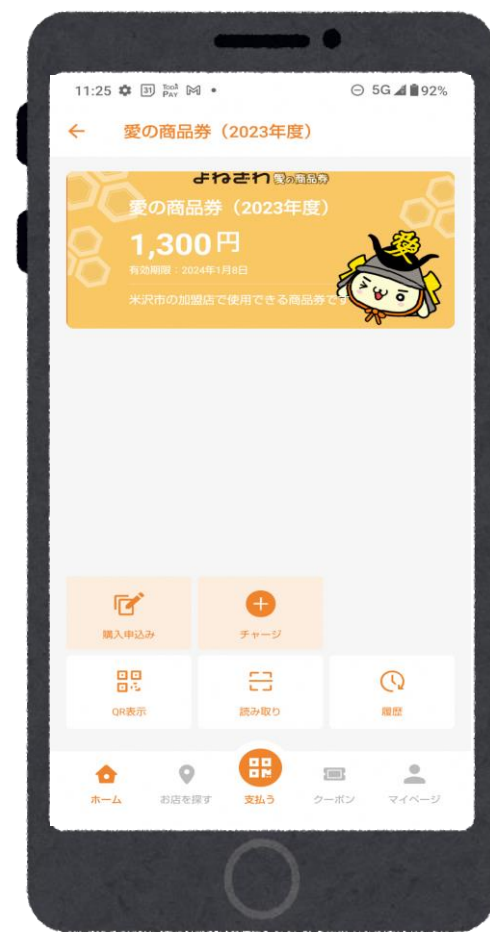 11:25 31 TooA PAY 5G 92%
愛の商品券（2023年度）
よねざわ愛の商品券
愛の商品券（2023年度）
1,300円
有効期限：2024年1月8日
米沢市の加盟店で使用できる商品券です
愛
購入申込み チャージ
QR表示 読み取り 履歴
ホーム お店を探す 支払う クーポン マイページ